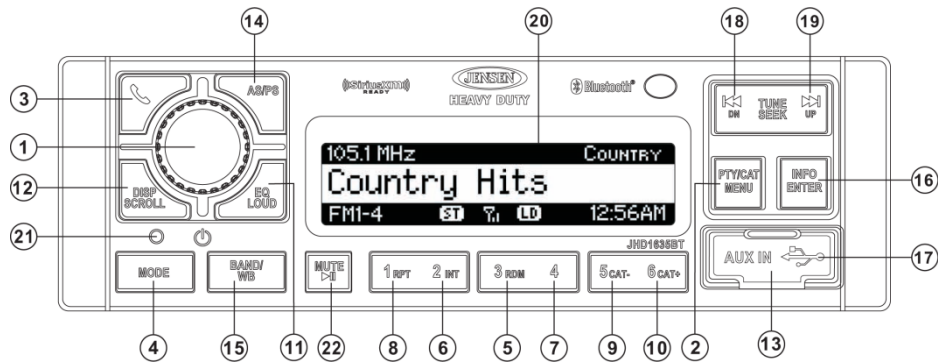 14
20
18
19
3
AS/PS
((SiriusXM))
READY
JENSEN
HEAVY DUTY
Bluetooth®
DN
TUNE
SEEK
UP
1
105.1 MHz
COUNTRY
Country Hits
FM1-4
ST
LD
12:56AM
12
DISP
SCROLL
EQ
LOUD
PTY/CAT
MENU
INFO
ENTER
16
21
JHD1635BT
MODE
BAND/
WB
MUTE
1 RPT
2 INT
3 RDM
4
5 CAT-
6 CAT+
AUX IN
17
4
15
11
22
8
6
5
7
9
10
2
13